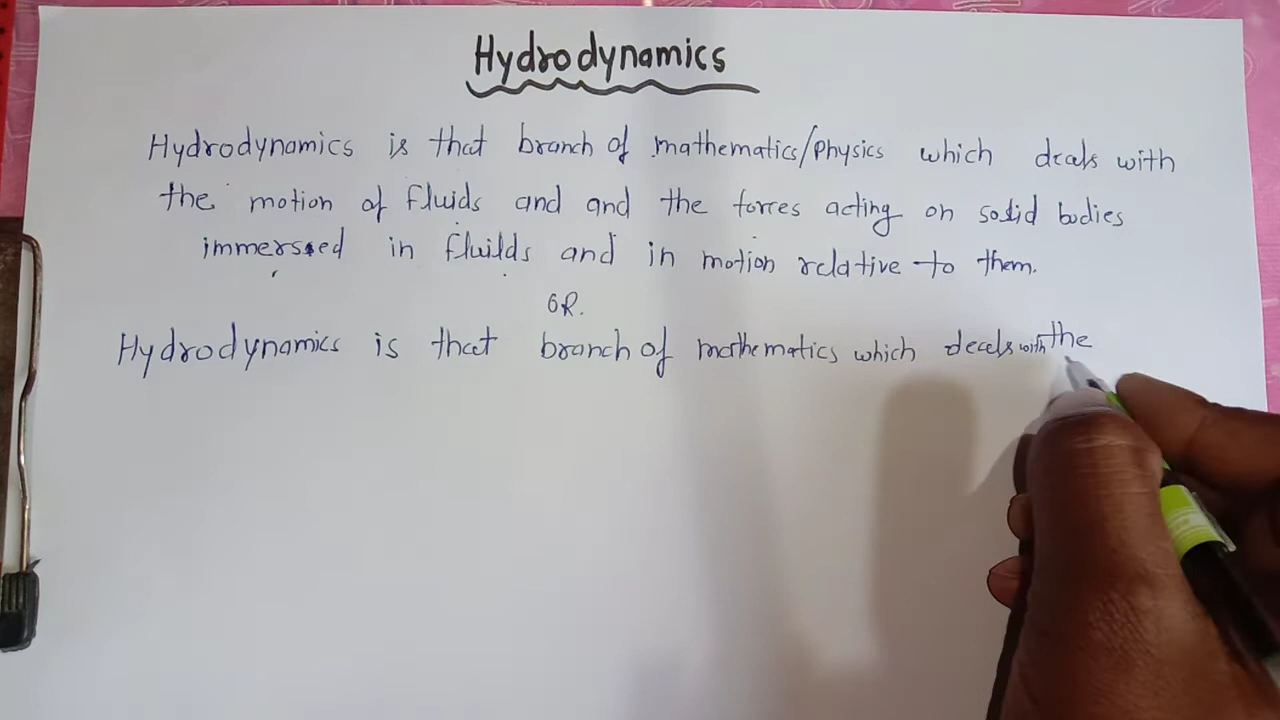 Hydrodynamics
Hydrodynamics is that branch of mathematics/physics which deals with
the motion of fluids and and the forces acting on solid bodies
immersed in fluilds and in motion relative to them.
OR.
Hydrodynamics is that branch of mathematics which deals with the